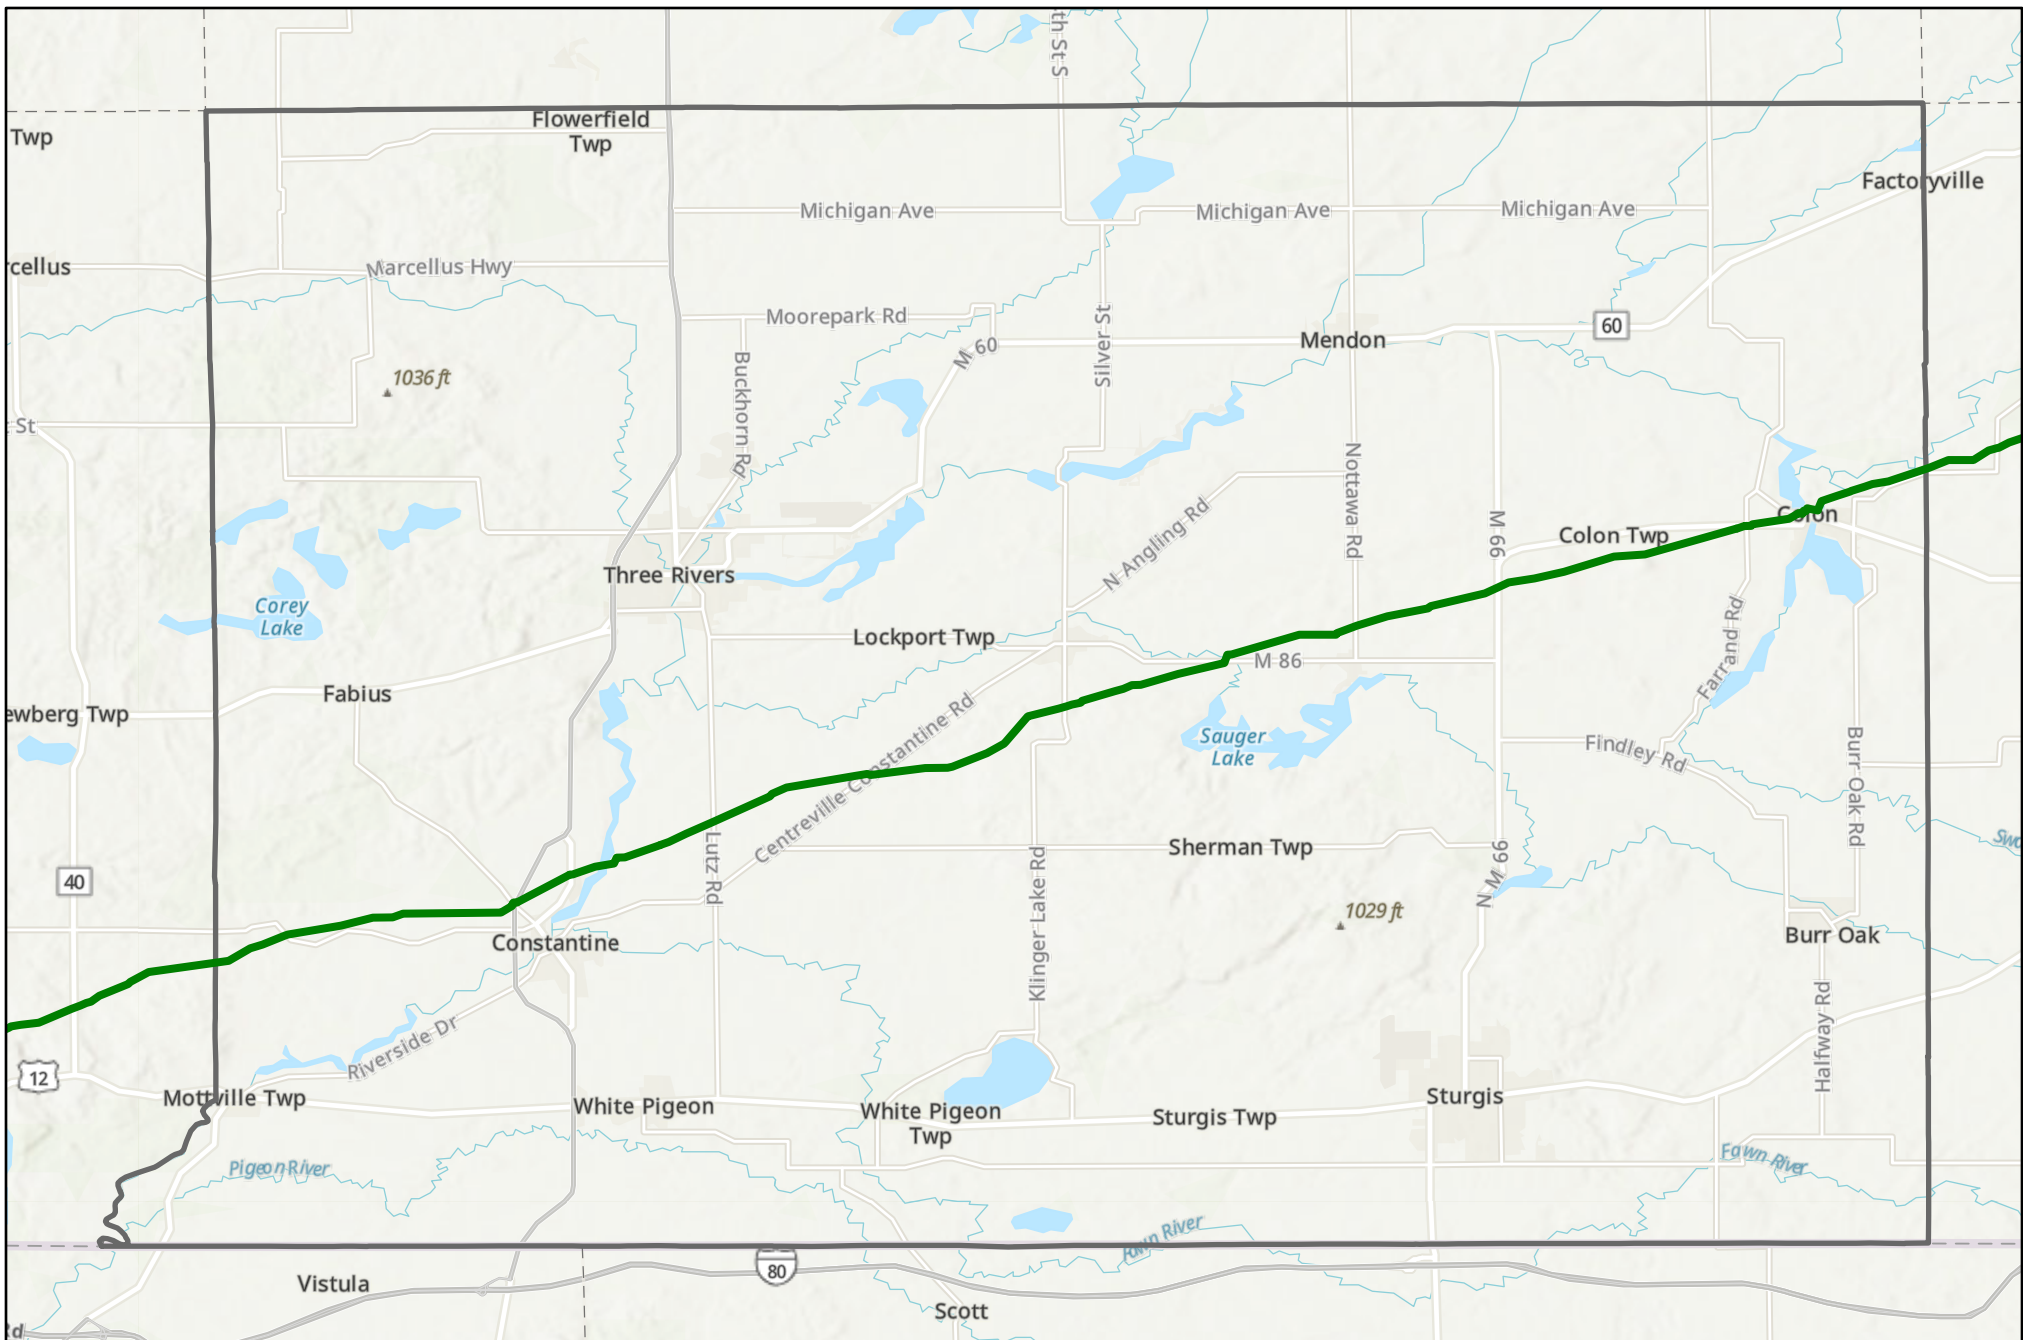 th St S
Flowerfield
Twp
Twp
Factoryville
Michigan Ave
Michigan Ave
Michigan Ave
rcellus
Marcellus Hwy
Moorepark Rd
60
Mendon
M 60
Silver St
1036 ft
Buckhorn Rd
St
Nottawa Rd
N Angling Rd
M 66
Colon
Colon Twp
Three Rivers
Corey
Lake
Lockport Twp
M 86
Farrand Rd
Fabius
ewberg Twp
Centreville Constantine Rd
Sauger
Lake
Findley Rd
Burr Oak Rd
Lutz Rd
Sherman Twp
Swa
40
Klinger Lake Rd
N M 66
1029 ft
Burr Oak
Constantine
Riverside Dr
Halfway Rd
12
Mottville Twp
White Pigeon
White Pigeon
Twp
Sturgis Twp
Sturgis
Pigeon River
Fawn River
Fawn River
80
Vistula
Scott
Rd